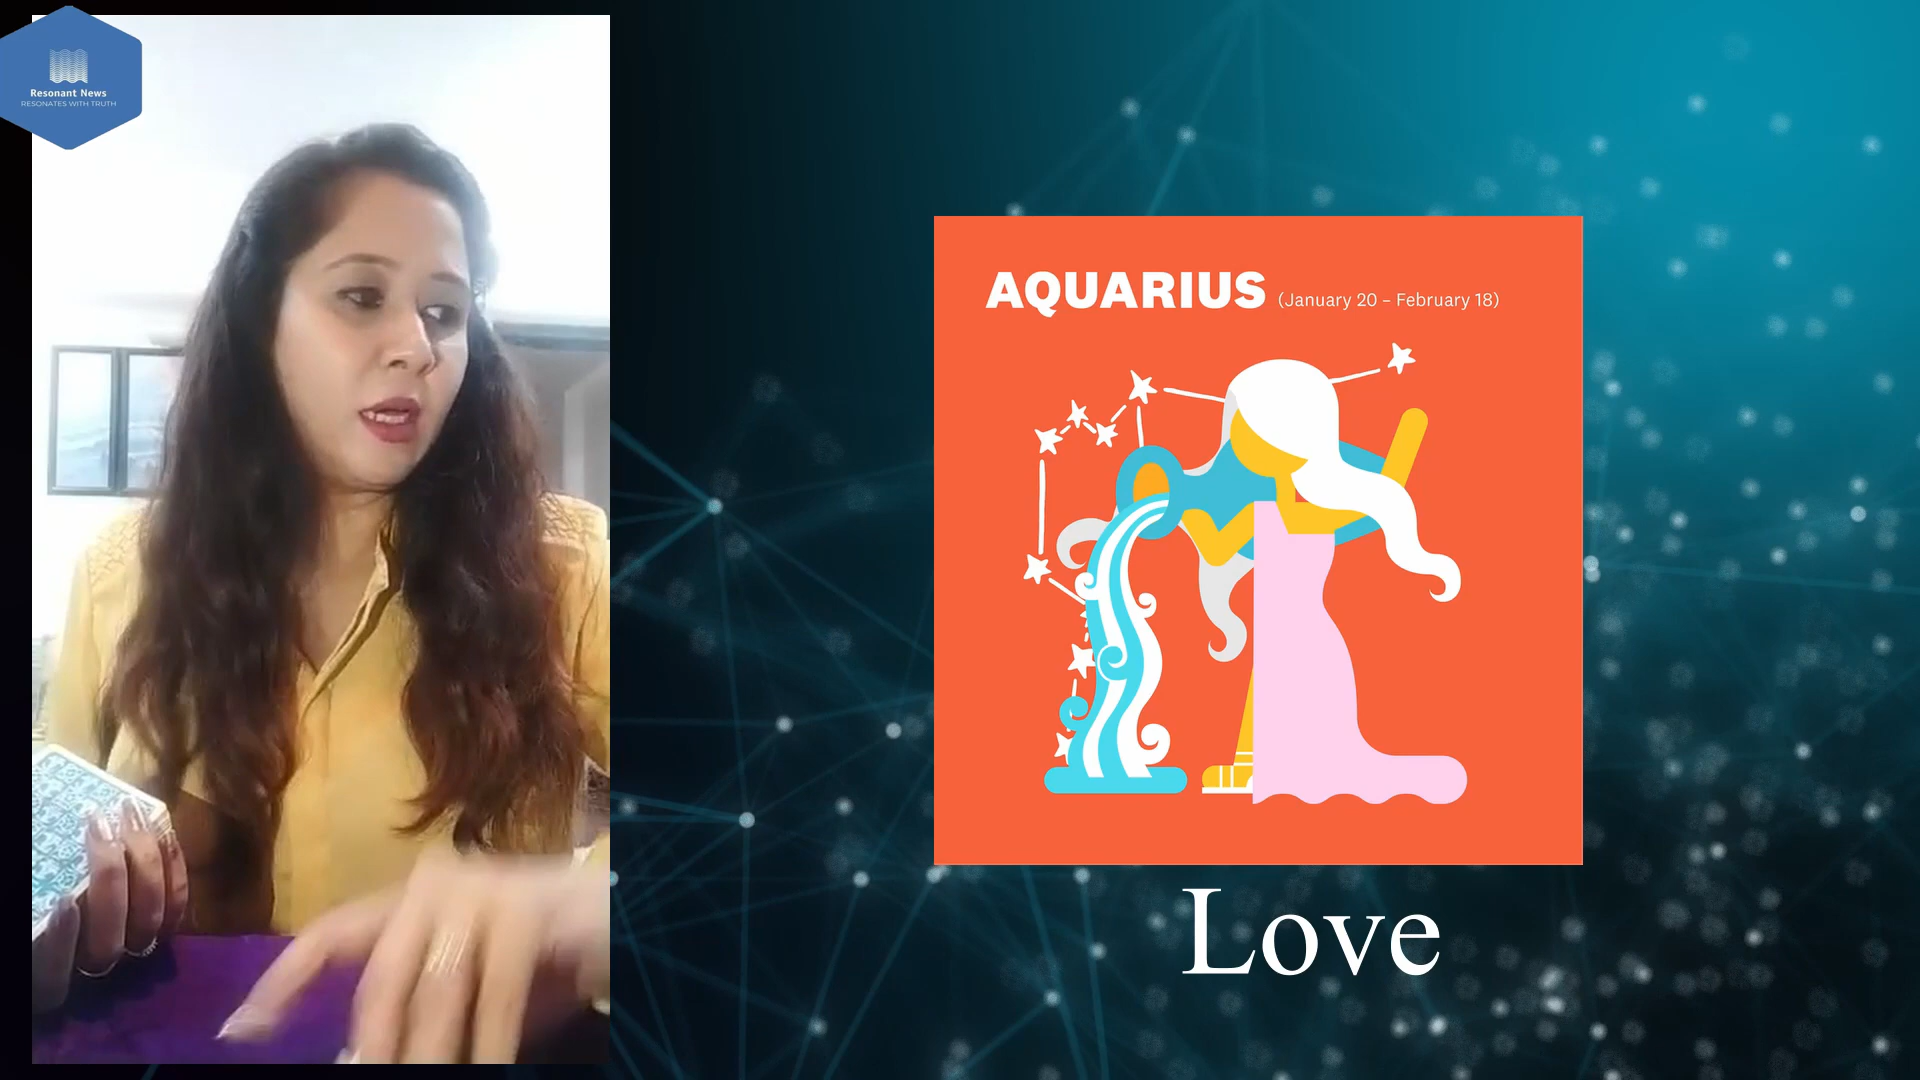 Resonant News
RESONATES WITH TRUTH
AQUARIUS (January 20 – February 18)
Love